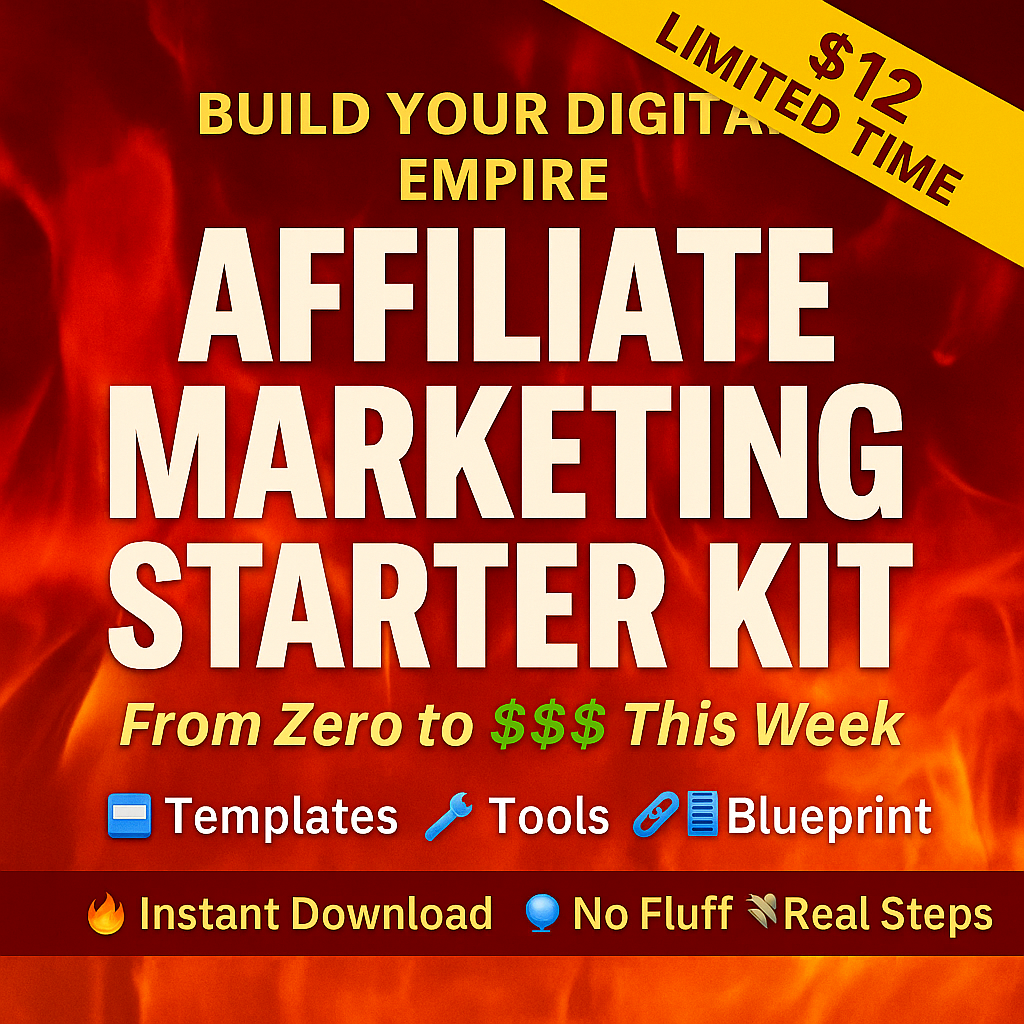 $12
LIMITED TIME
BUILD YOUR DIGITA
EMPIRE
AFFILIATE
MARKETING
STARTER KIT
From Zero to $$$ This Week
Templates Tools Blueprint
Instant Download No Fluff Real Steps